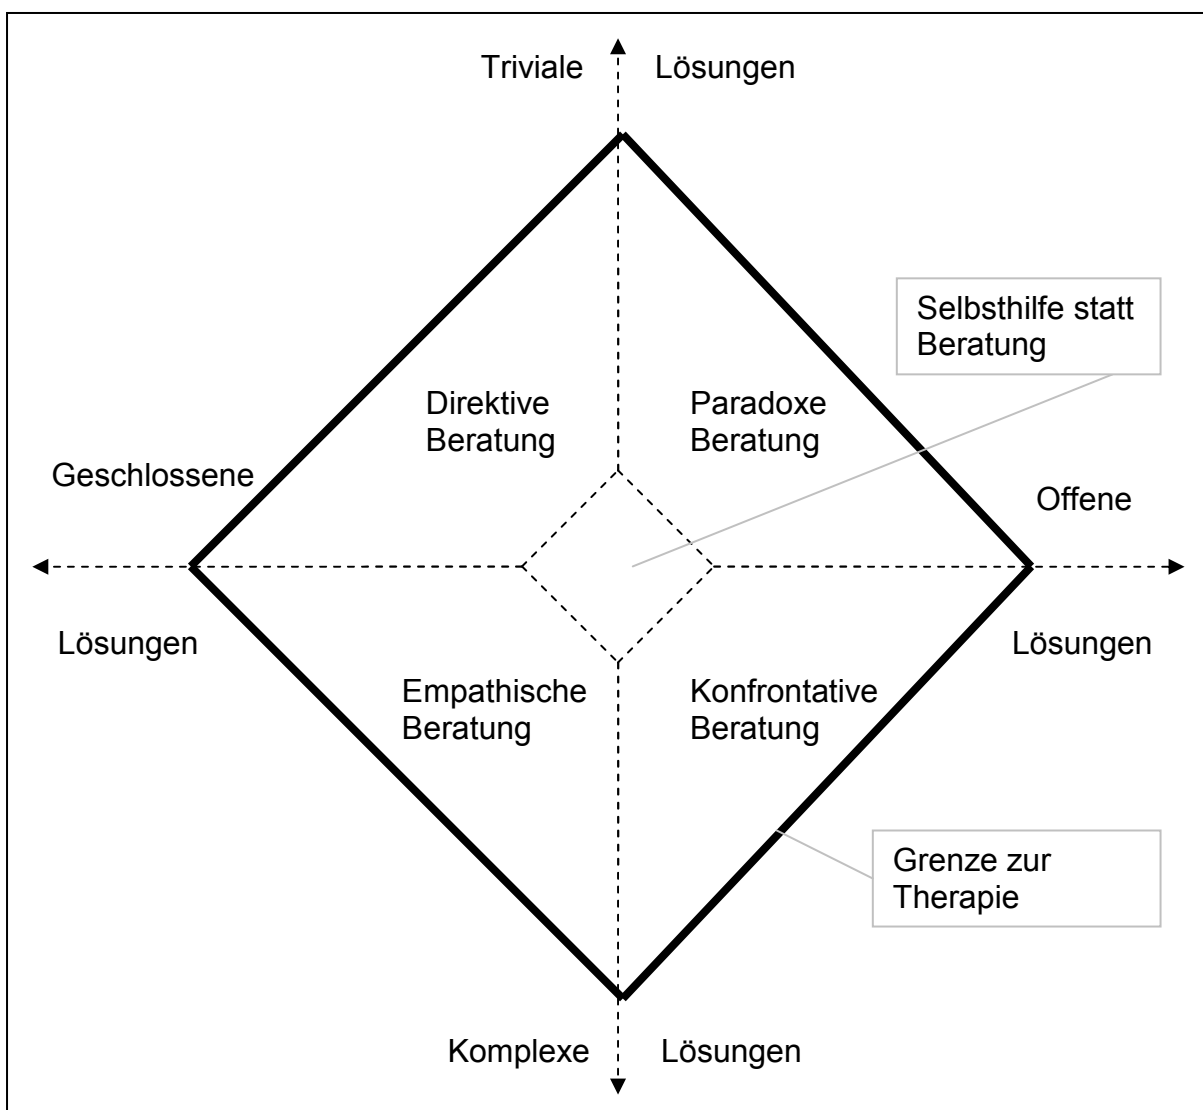 Triviale Lösungen
Selbsthilfe statt
Beratung
Direktive
Beratung
Paradoxe
Beratung
Geschlossene
Offene
Lösungen
Lösungen
Empathische
Beratung
Konfrontative
Beratung
Grenze zur
Therapie
Komplexe Lösungen